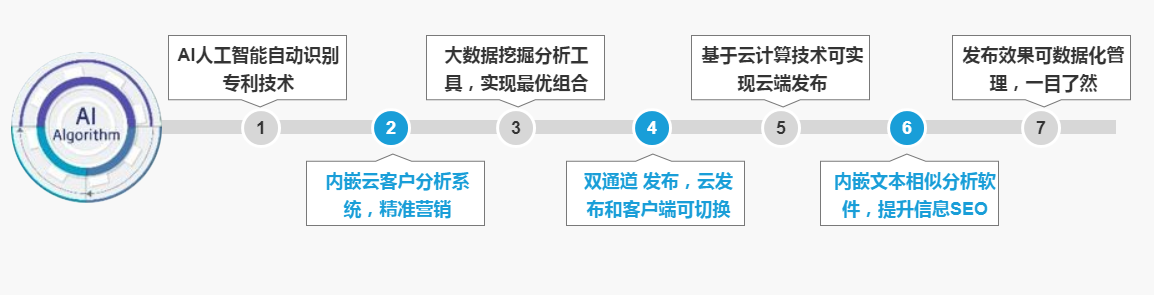 AI
Algorithm
AI人工智能自动识别
专利技术
1
2
内嵌云客户分析系
统，精准营销
大数据挖掘分析工
具，实现最优组合
3
4
双通道 发布，云发
布和客户端可切换
基于云计算技术可实
现云端发布
5
6
内嵌文本相似分析软
件，提升信息SEO
发布效果可数据化管
理，一目了然
7